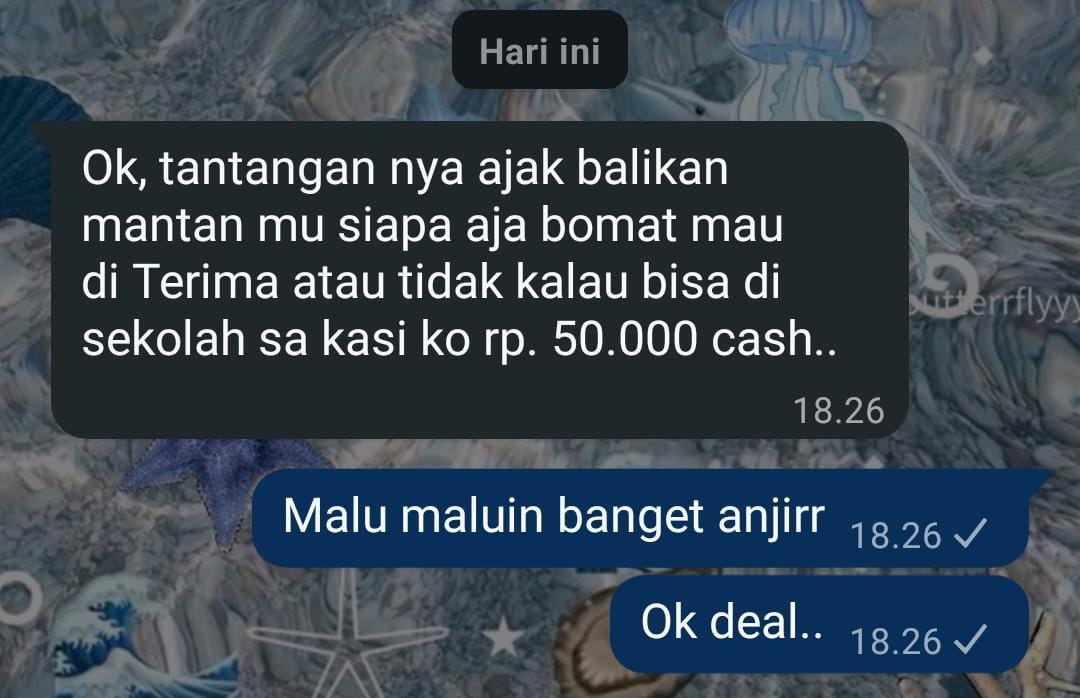 Hari ini
Ok, tantangan nya ajak balikan
mantan mu siapa aja bomat mau
di Terima atau tidak kalau bisa di
sekolah sa kasi ko rp. 50.000 cash..
18.26
Malu maluin banget anjirr 18.26
Ok deal.. 18.26